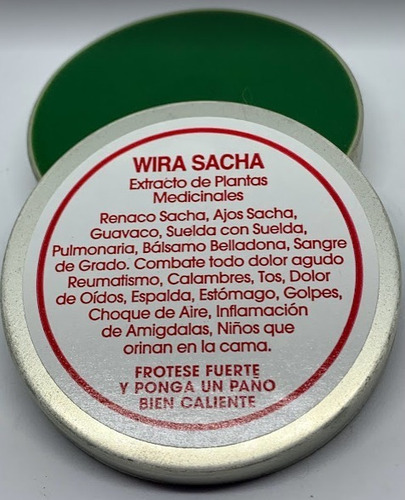 WIRA SACHA
Extracto de Plantas
Medicinales
Renaco Sacha, Ajos Sacha,
Guavaco, Suelda con Suelda,
Pulmonaria, Bálsamo Belladona, Sangre
de Grado. Combate todo dolor agudo
Reumatismo, Calambres, Tos, Dolor
de Oídos, Espalda, Estómago, Golpes,
Choque de Aire, Inflamación
de Amigdalas, Niños que
orinan en la cama.
FROTESE FUERTE
Y PONGA UN PAÑO
BIEN CALIENTE